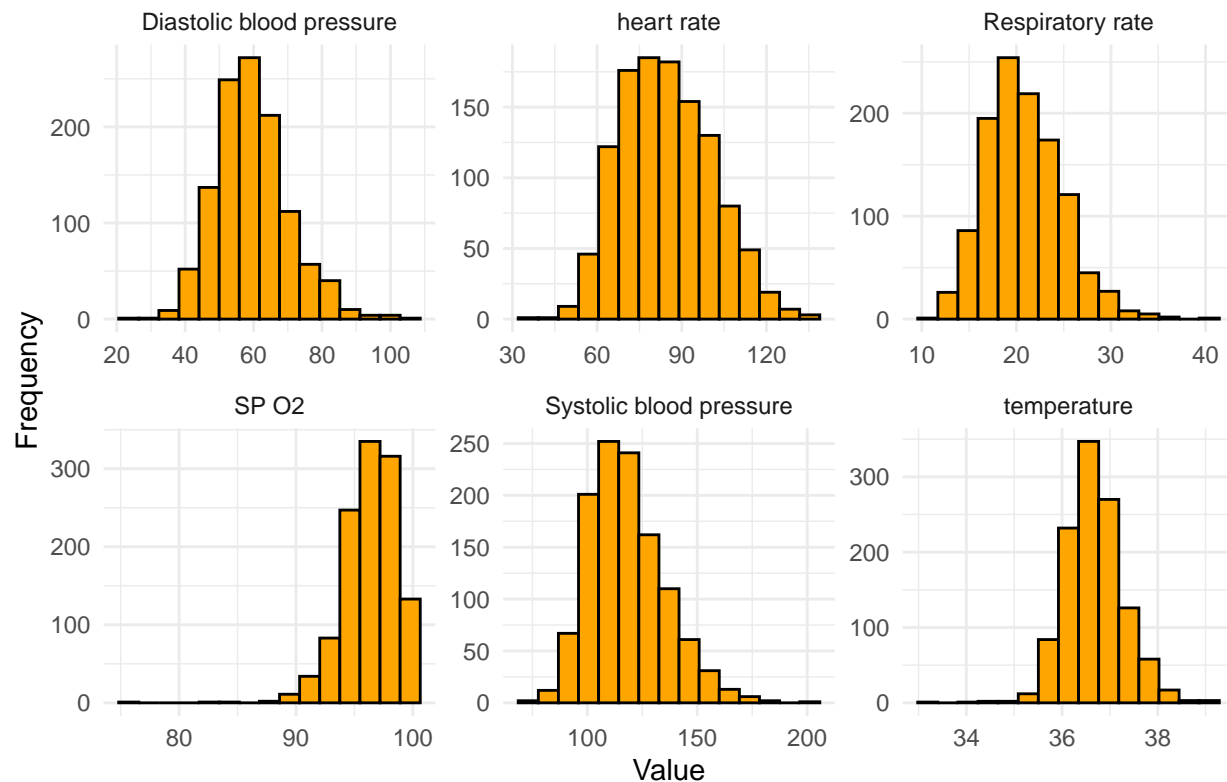 Diastolic blood pressure
heart rate
Respiratory rate
200
100
0
20 40 60 80 100
150
100
50
0
30 60 90 120
200
100
0
10 20 30 40
Frequency
SP O2
Systolic blood pressure
temperature
300
200
100
0
80 90 100
250
200
150
100
50
0
100 150 200
300
200
100
0
34 36 38
Value